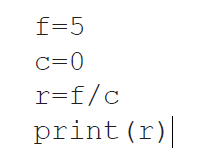 f=5
c=0
r=f/c
print(r)